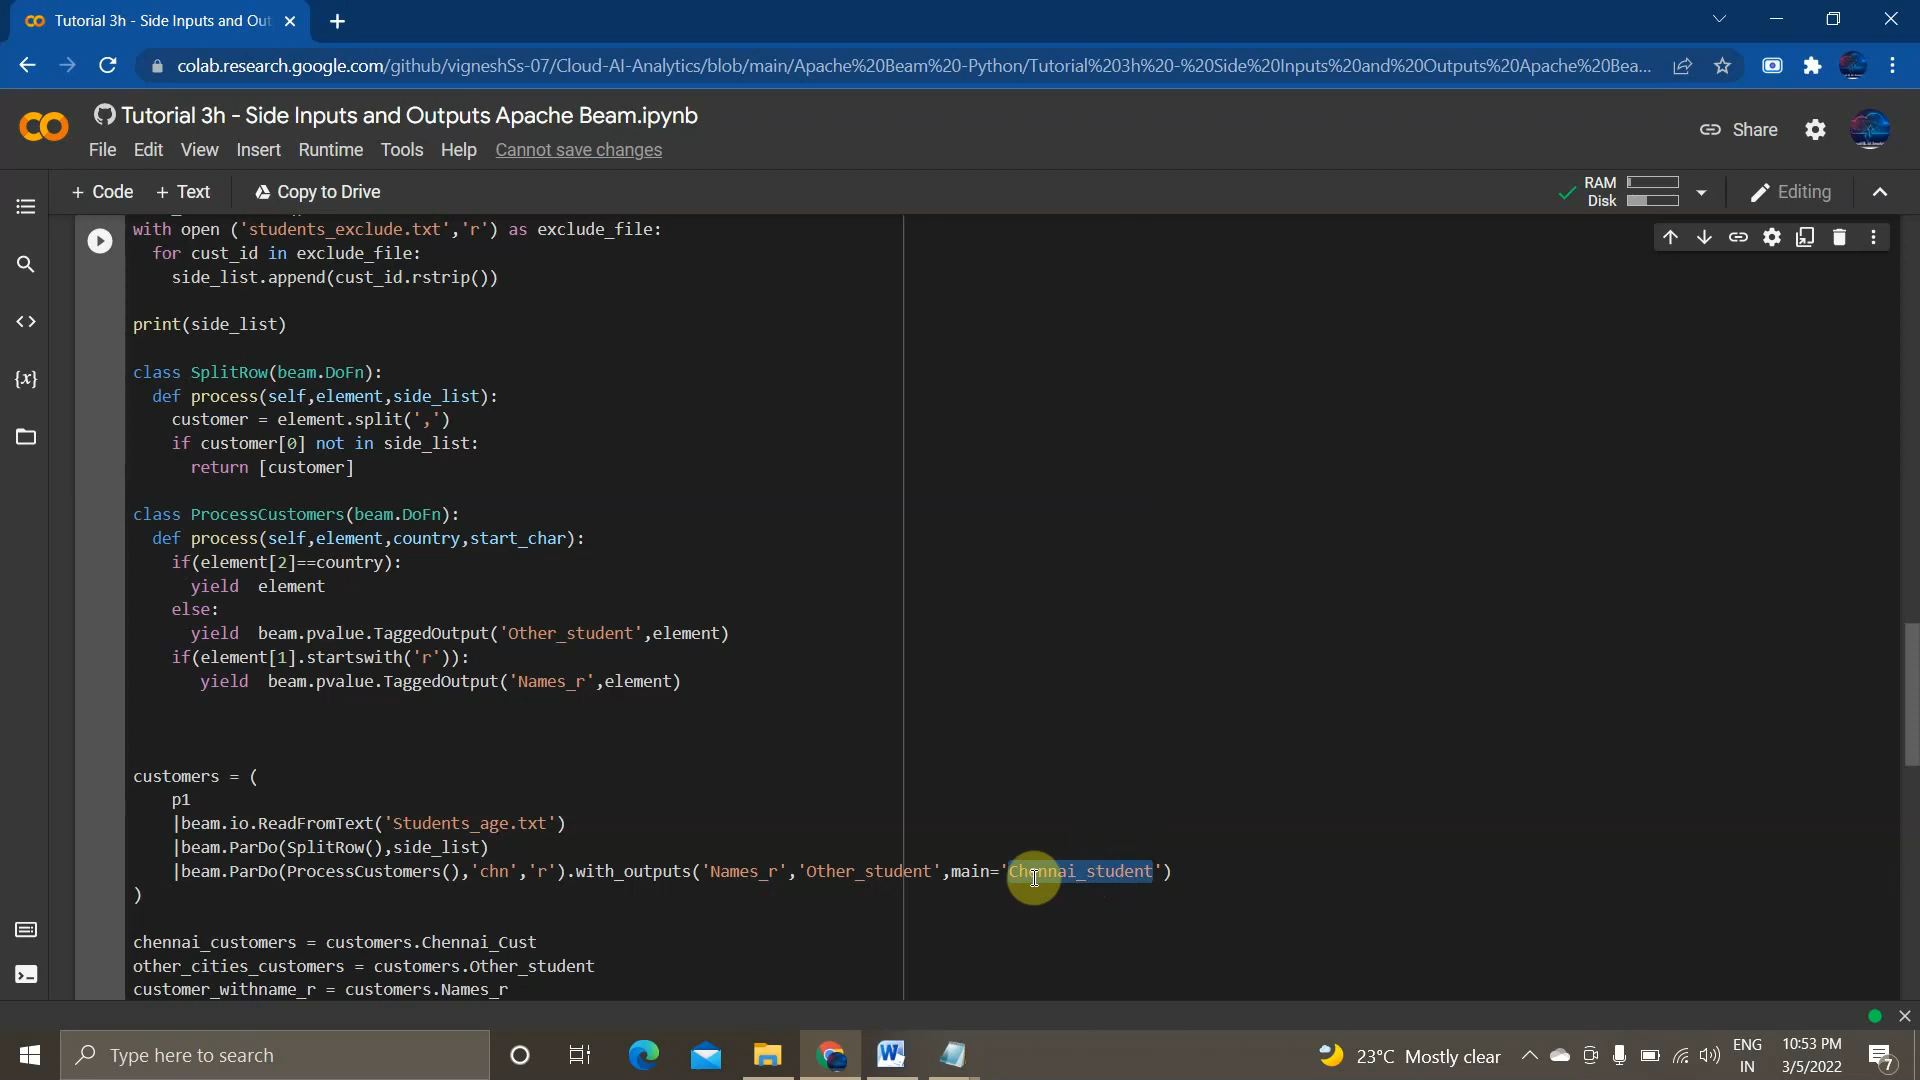 Tutorial 3h - Side Inputs and Out
colab.research.google.com/github/vigneshSs-07/Cloud-AI-Analytics/blob/main/Apache%20Beam%20-Python/Tutorial%203h%20-%20Side%20Inputs%20and%20Outputs%20Apache%20Bea...
Tutorial 3h - Side Inputs and Outputs Apache Beam.ipynb
Share
File Edit View Insert Runtime Tools Help Cannot save changes
+ Code + Text Copy to Drive
RAM
Disk
Editing
with open ('students_exclude.txt','r') as exclude_file:
for cust_id in exclude_file:
side_list.append(cust_id.rstrip())
print(side_list)
class SplitRow(beam.DoFn):
def process(self,element,side_list):
customer = element.split(',')
if customer[0] not in side_list:
return [customer]
class ProcessCustomers(beam.DoFn):
def process(self,element,country,start_char):
if(element[2]==country):
yield element
else:
yield beam.pvalue.TaggedOutput('Other_student',element)
if(element[1].startswith('r')):
yield beam.pvalue.TaggedOutput('Names_r',element)
customers = (
p1
|beam.io.ReadFromText('Students_age.txt')
|beam.ParDo(SplitRow(),side_list)
|beam.ParDo(ProcessCustomers(),'chn','r').with_outputs('Names_r','Other_student',main='Chennai_student')
)
chennai_customers = customers.Chennai_Cust
other_cities_customers = customers.Other_student
customer_withname_r = customers.Names_r
Type here to search
23°C Mostly clear
ENG
IN
10:53 PM
3/5/2022
7